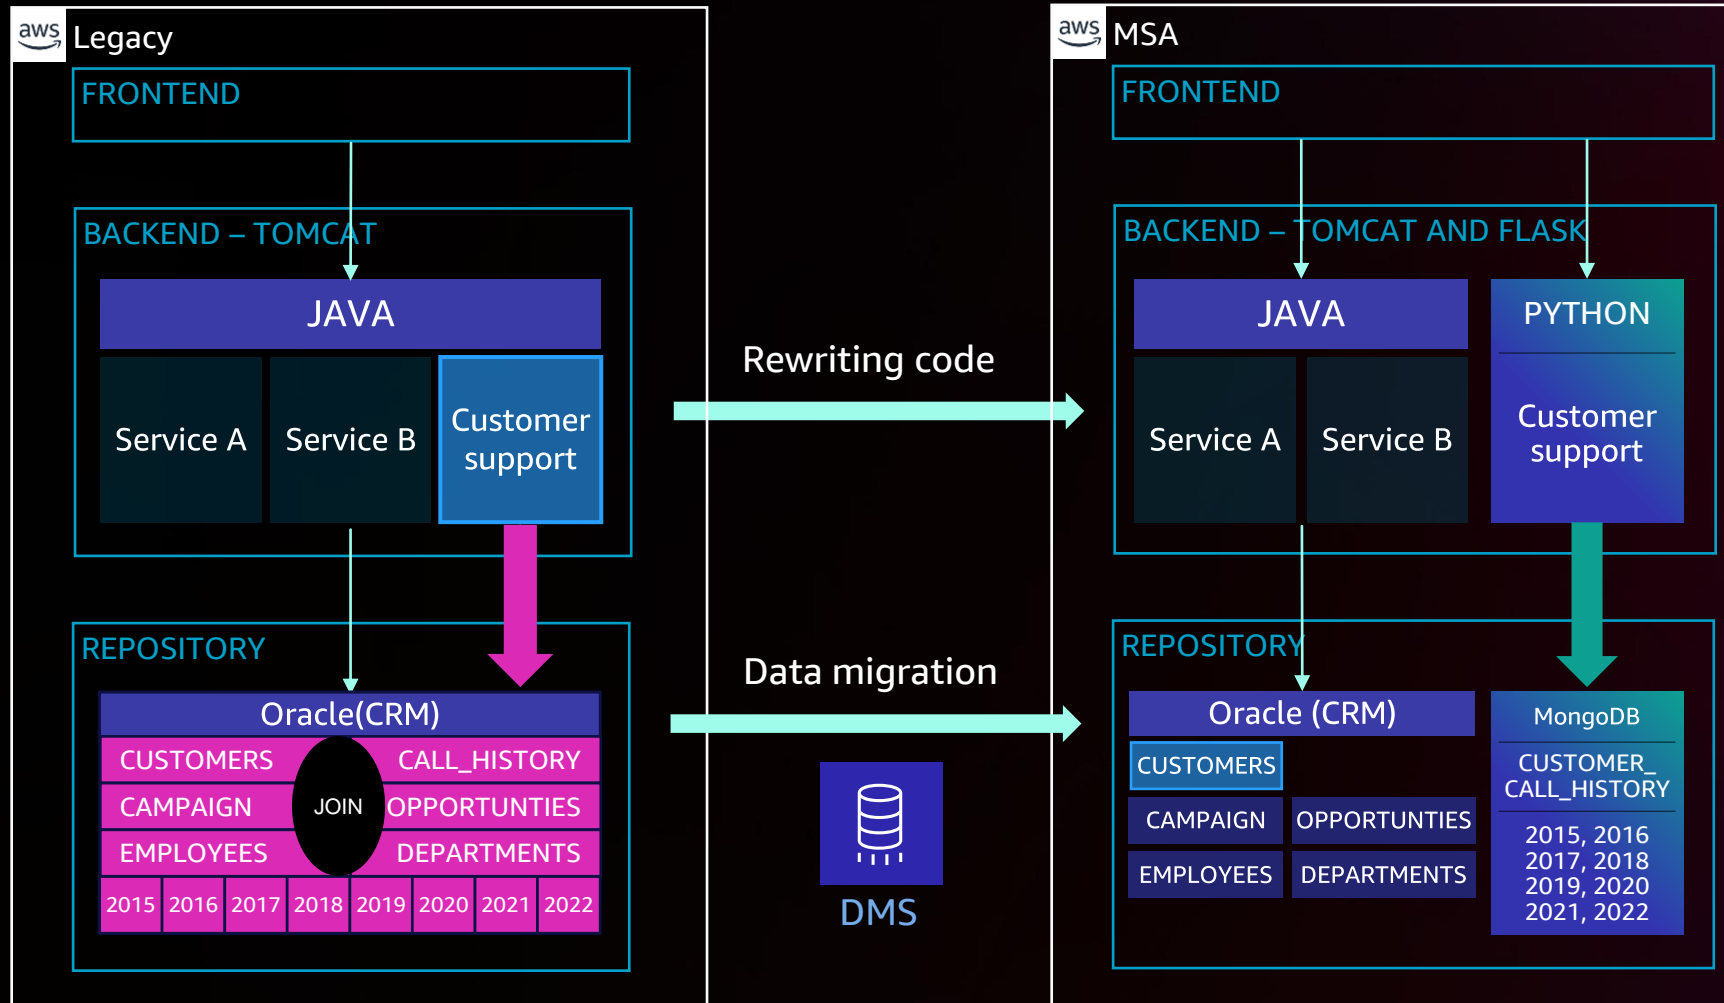 aws
Legacy
FRONTEND
BACKEND – TOMCAT
JAVA
Service A
Service B
Customer
support
REPOSITORY
Oracle(CRM)
CUSTOMERS
CALL_HISTORY
CAMPAIGN
JOIN
OPPORTUNTIES
EMPLOYEES
DEPARTMENTS
2015
2016
2017
2018
2019
2020
2021
2022
Rewriting code
Data migration
DMS
aws
MSA
FRONTEND
BACKEND – TOMCAT AND FLASK
JAVA
Service A
Service B
PYTHON
Customer
support
REPOSITORY
Oracle (CRM)
CUSTOMERS
CAMPAIGN
OPPORTUNTIES
EMPLOYEES
DEPARTMENTS
MongoDB
CUSTOMER_
CALL_HISTORY
2015, 2016
2017, 2018
2019, 2020
2021, 2022